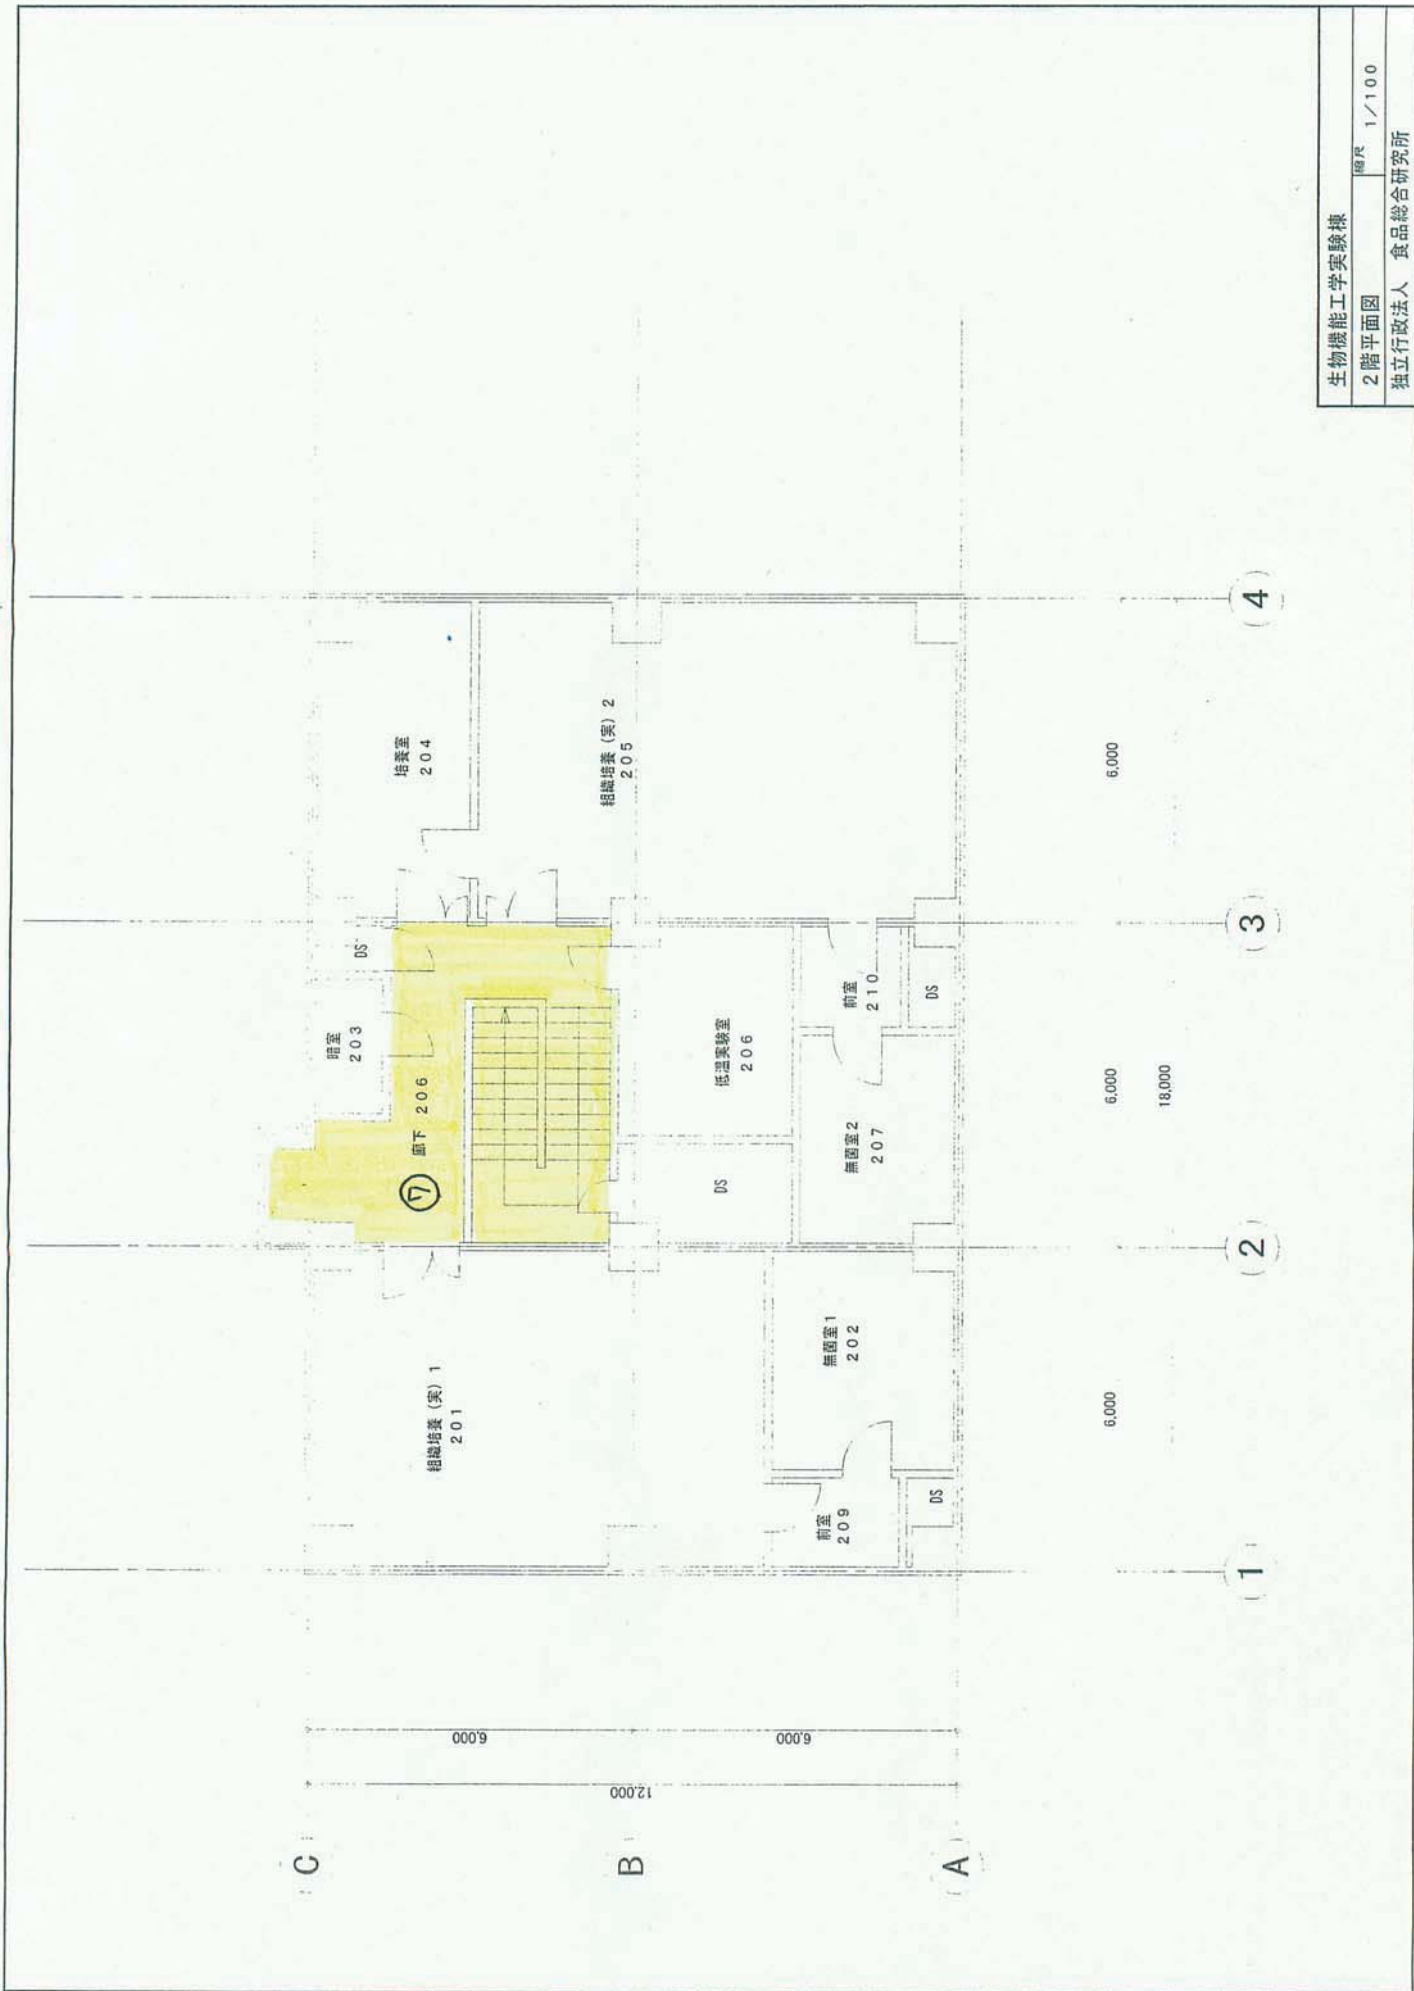 組織培養（実）1
201
無菌室1
202
前室
209
DS
⑦
廊下 206
暗室
203
DS
DS
低温実験室
206
無菌室2
207
前室
210
DS
培養室
204
組織培養（実）2
205
C
B
A
6,000
6,000
12,000
6,000
6,000
6,000
18,000
1
2
3
4
生物機能工学実験棟
2階平面図
縮尺 1／100
独立行政法人 食品総合研究所